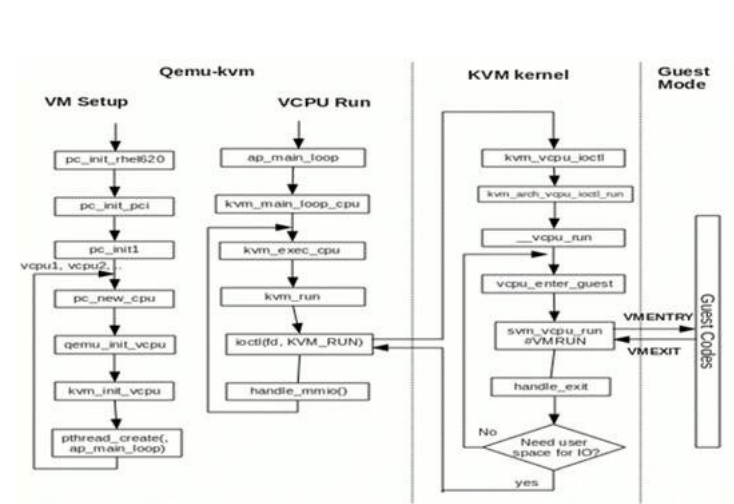 Qemu-kvm
KVM kernel
Guest
Mode
VM Setup
VCPU Run
pc_init_rhel620
pc_init_pci
pc_init1
vcpu1, vcpu2,..
pc_new_cpu
qemu_init_vcpu
kvm_init_vcpu
pthread_create(,
ap_main_loop)
ap_main_loop
kvm_main_loop_cpu
kvm_exec_cpu
kvm_run
ioctl(fd, KVM_RUN)
handle_mmio()
kvm_vcpu_ioctl
kvm_arch_vcpu_ioctl_run
__vcpu_run
vcpu_enter_guest
svm_vcpu_run
#VMRUN
handle_exit
No
Need user
space for IO?
yes
VMENTRY
VMEXIT
Guest Codes